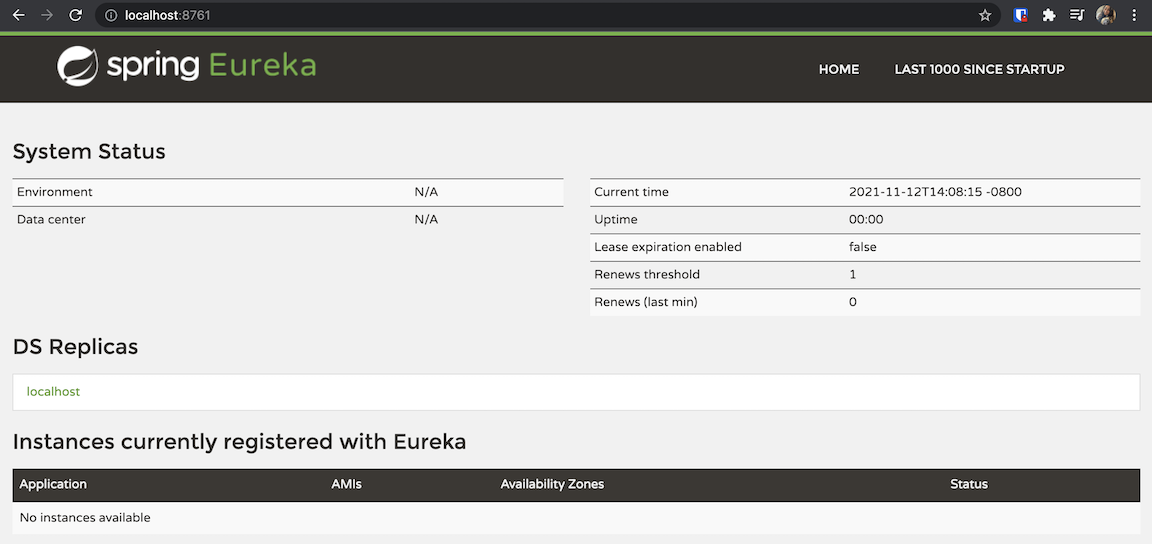 localhost:8761
spring Eureka
HOME LAST 1000 SINCE STARTUP
System Status
Environment N/A
Data center N/A
Current time 2021-11-12T14:08:15 -0800
Uptime 00:00
Lease expiration enabled false
Renews threshold 1
Renews (last min) 0
DS Replicas
localhost
Instances currently registered with Eureka
Application AMIs Availability Zones Status
No instances available